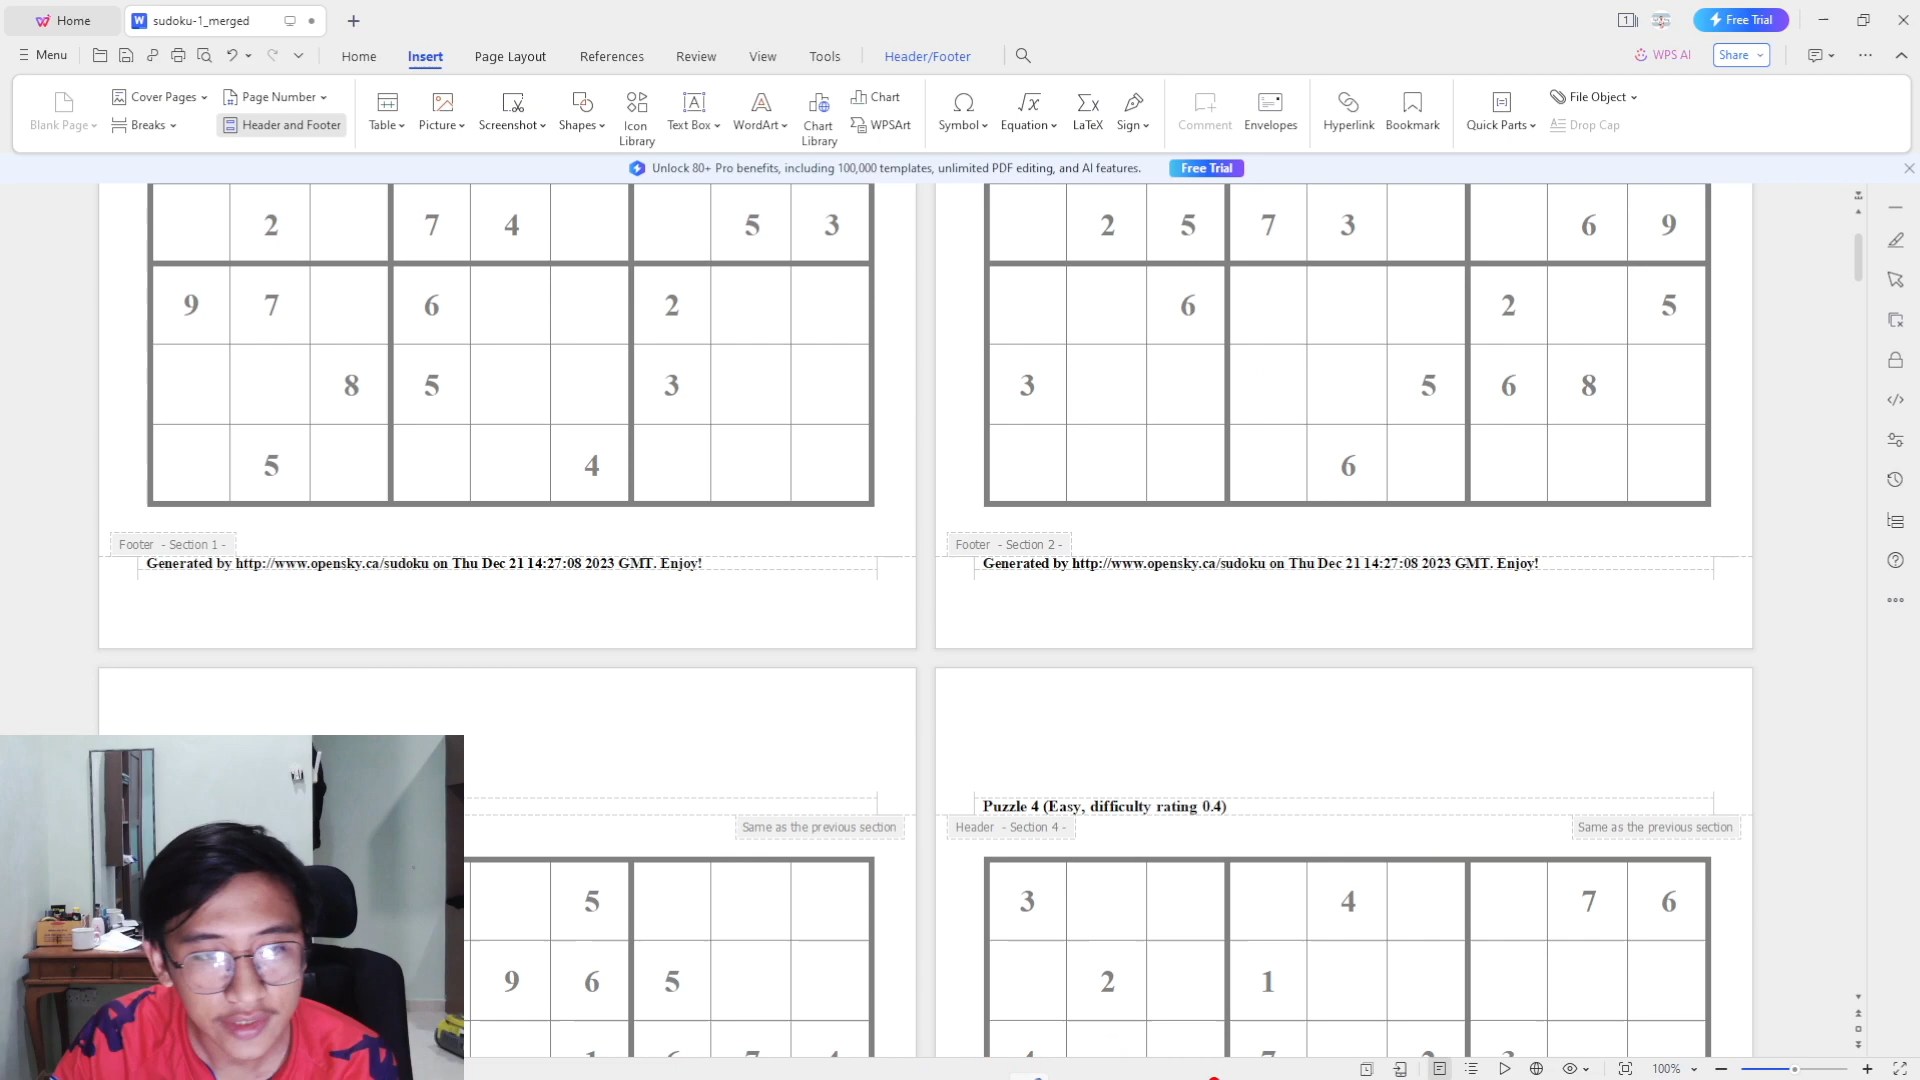 Home
sudoku-1_merged
1
Free Trial
Menu
Home Insert Page Layout References Review View Tools Header/Footer
WPS AI
Share
Blank Page
Cover Pages
Breaks
Page Number
Header and Footer
Table
Picture
Screenshot
Shapes
Icon Library
Text Box
WordArt
Chart Library
Chart
WPSArt
Symbol
Equation
LaTeX
Sign
Comment
Envelopes
Hyperlink
Bookmark
Quick Parts
File Object
Drop Cap
Unlock 80+ Pro benefits, including 100,000 templates, unlimited PDF editing, and AI features. Free Trial
2 7 4 5 3
9 7 6 2
8 5 3
5 4
Footer - Section 1 -
Generated by http://www.opensky.ca/sudoku on Thu Dec 21 14:27:08 2023 GMT. Enjoy!
2 5 7 3 6 9
6 2 5
3 5 6 8
6
Footer - Section 2 -
Generated by http://www.opensky.ca/sudoku on Thu Dec 21 14:27:08 2023 GMT. Enjoy!
Same as the previous section
5
9 6 5
Puzzle 4 (Easy, difficulty rating 0.4)
Header - Section 4 -
Same as the previous section
3 4 7 6
2 1
100%